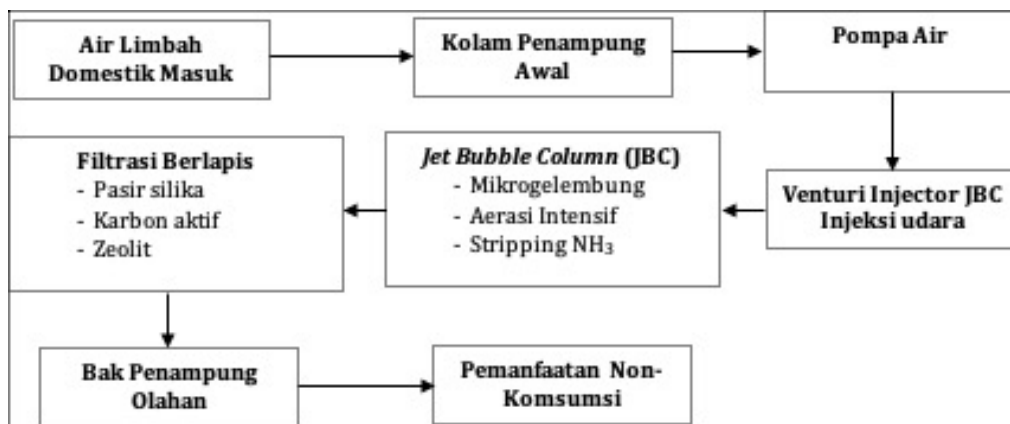 Air Limbah
Domestik Masuk
Kolam Penampung
Awal
Pompa Air
Venturi Injector JBC
Injeksi udara
Jet Bubble Column (JBC)
- Mikrogelembung
- Aerasi Intensif
- Stripping NH₃
Filtrasi Berlapis
- Pasir silika
- Karbon aktif
- Zeolit
Bak Penampung
Olahan
Pemanfaatan Non-
Komsumsi